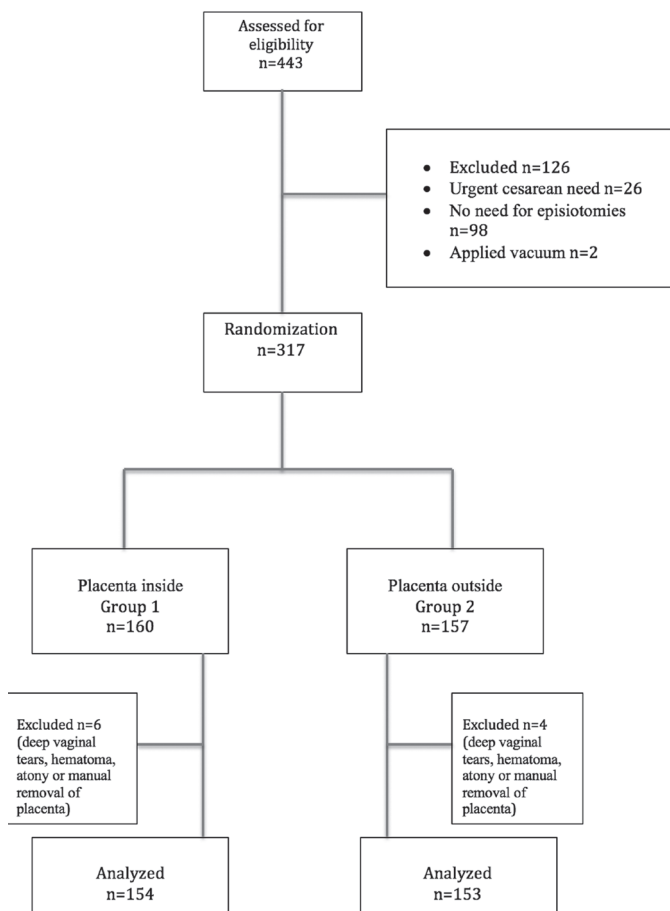 Assessed for
eligibility
n=443
• Excluded n=126
• Urgent cesarean need n=26
• No need for episiotomies
n=98
• Applied vacuum n=2
Randomization
n=317
Placenta inside
Group 1
n=160
Placenta outside
Group 2
n=157
Excluded n=6
(deep vaginal
tears, hematoma,
atony or manual
removal of
placenta)
Excluded n=4
(deep vaginal
tears, hematoma,
atony or manual
removal of
placenta)
Analyzed
n=154
Analyzed
n=153